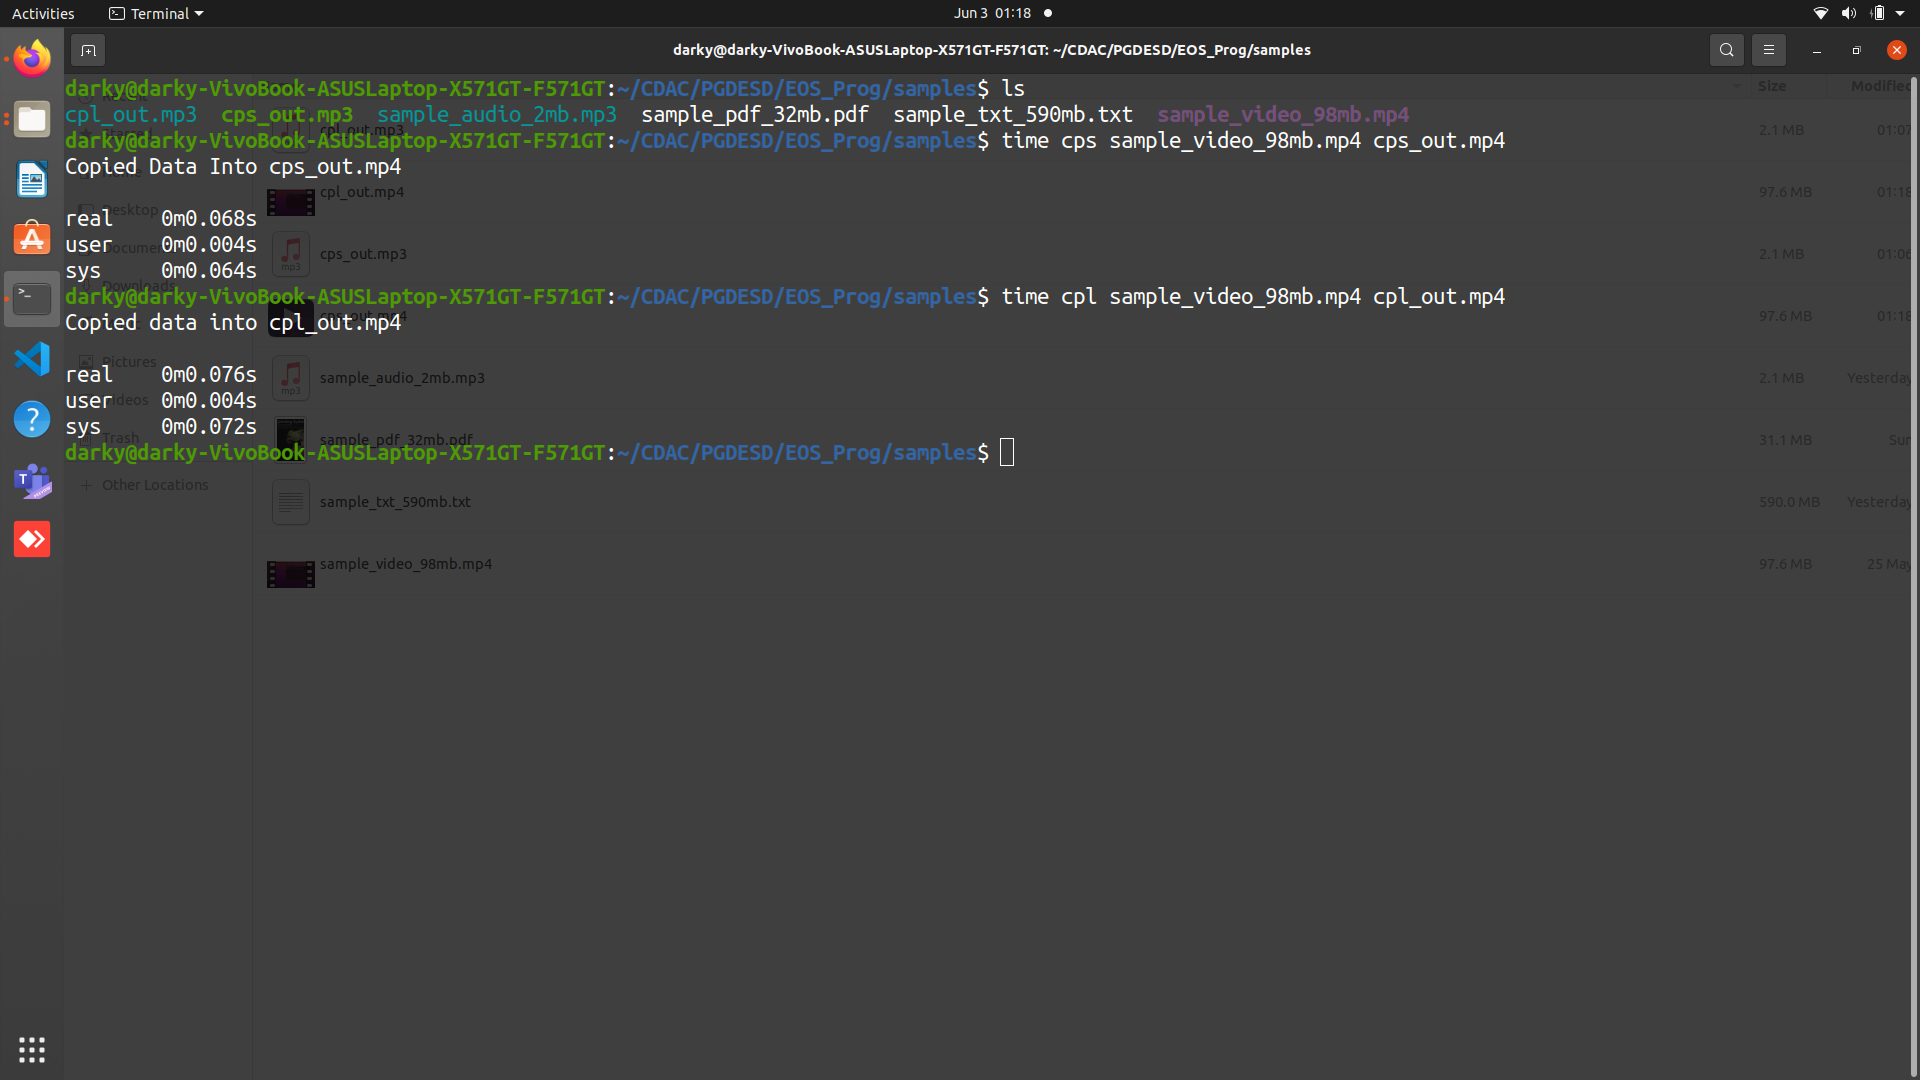 Activities Terminal Jun 3 01:18
darky@darky-VivoBook-ASUSLaptop-X571GT-F571GT: ~/CDAC/PGDESD/EOS_Prog/samples
darky@darky-VivoBook-ASUSLaptop-X571GT-F571GT:~/CDAC/PGDESD/EOS_Prog/samples$ ls
cpl_out.mp3 cps_out.mp3 sample_audio_2mb.mp3 sample_pdf_32mb.pdf sample_txt_590mb.txt sample_video_98mb.mp4
darky@darky-VivoBook-ASUSLaptop-X571GT-F571GT:~/CDAC/PGDESD/EOS_Prog/samples$ time cps sample_video_98mb.mp4 cps_out.mp4
Copied Data Into cps_out.mp4
real 0m0.068s
user 0m0.004s
sys 0m0.064s
darky@darky-VivoBook-ASUSLaptop-X571GT-F571GT:~/CDAC/PGDESD/EOS_Prog/samples$ time cpl sample_video_98mb.mp4 cpl_out.mp4
Copied data into cpl_out.mp4
real 0m0.076s
user 0m0.004s
sys 0m0.072s
darky@darky-VivoBook-ASUSLaptop-X571GT-F571GT:~/CDAC/PGDESD/EOS_Prog/samples$
Desktop
Downloads
Pictures
Trash
Other Locations
Size Modified
cpl_out.mp3 2.1 MB 01:07
cpl_out.mp4 97.6 MB 01:18
cps_out.mp3 2.1 MB 01:06
cps_out.mp4 97.6 MB 01:18
sample_audio_2mb.mp3 2.1 MB Yesterday
sample_pdf_32mb.pdf 31.1 MB Sun
sample_txt_590mb.txt 590.0 MB Yesterday
sample_video_98mb.mp4 97.6 MB 25 May